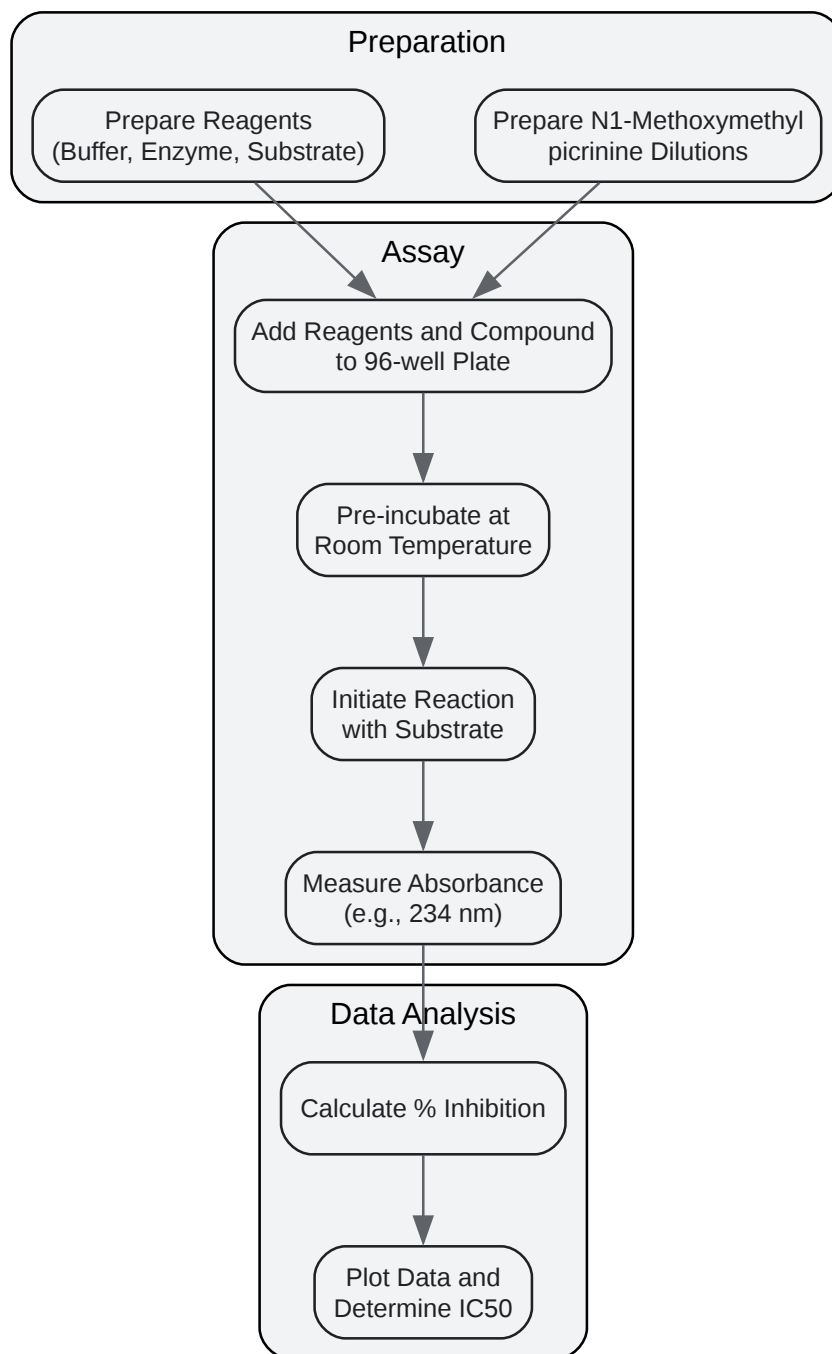 Preparation
Prepare Reagents
(Buffer, Enzyme, Substrate)
Prepare N1-Methoxymethyl
picrinine Dilutions
Assay
Add Reagents and Compound
to 96-well Plate
Pre-incubate at
Room Temperature
Initiate Reaction
with Substrate
Measure Absorbance
(e.g., 234 nm)
Data Analysis
Calculate % Inhibition
Plot Data and
Determine IC50